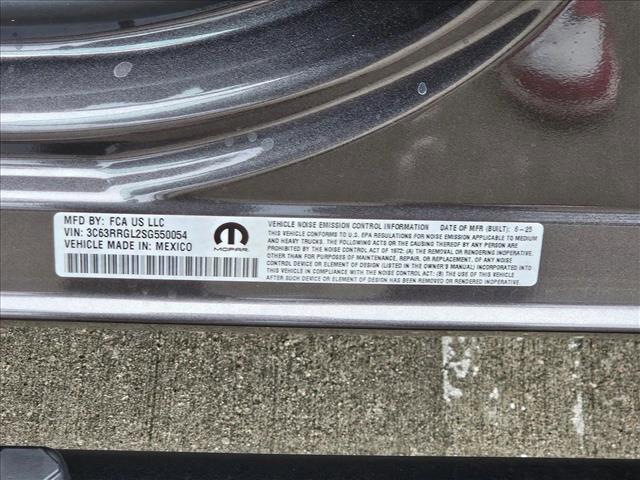 MFD BY: FCA US LLC
VIN: 3C63RRGL2SG550054
VEHICLE MADE IN: MEXICO
MOPAR
VEHICLE NOISE EMISSION CONTROL INFORMATION DATE OF MFR (BUILT): 6-25
THIS VEHICLE CONFORMS TO U.S. EPA REGULATIONS FOR NOISE EMISSION APPLICABLE TO MEDIUM
AND HEAVY TRUCKS. THE FOLLOWING ACTS OR THE CAUSING THEREOF BY ANY PERSON
ARE PROHIBITED BY THE NOISE CONTROL ACT OF 1972: (A) THE REMOVAL OR RENDERING INOPERATIVE,
OTHER THAN FOR PURPOSES OF MAINTENANCE, REPAIR, OR REPLACEMENT, OF ANY NOISE
CONTROL DEVICE OR ELEMENT OF DESIGN (LISTED IN THE OWNER'S MANUAL) INCORPORATED INTO
THIS VEHICLE IN COMPLIANCE WITH THE NOISE CONTROL ACT; (B) THE USE OF THIS VEHICLE
AFTER SUCH DEVICE OR ELEMENT OF DESIGN HAS BEEN REMOVED OR RENDERED INOPERATIVE.